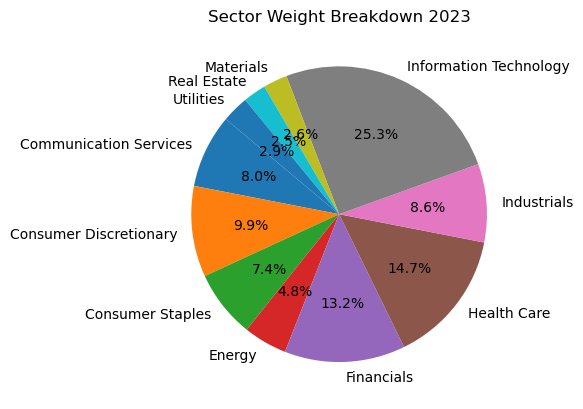 Sector Weight Breakdown 2023
Information Technology
Materials
Real Estate
Utilities
Communication Services
Consumer Discretionary
Consumer Staples
Energy
Financials
Health Care
Industrials
25.3%
2.6%
2.5%
2.9%
8.0%
9.9%
7.4%
4.8%
13.2%
14.7%
8.6%